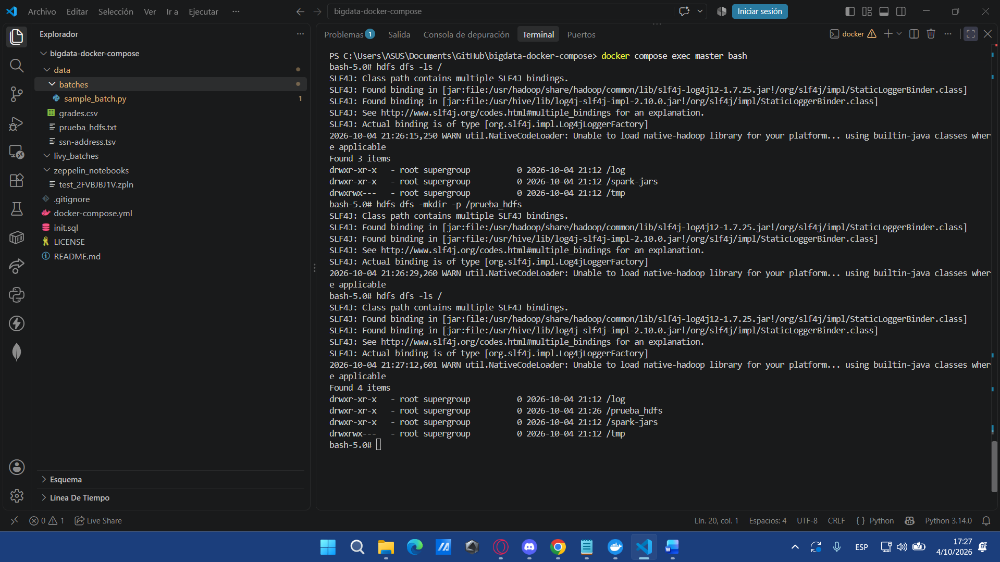 Archivo Editar Selección Ver Ir a Ejecutar ···
bigdata-docker-compose
Iniciar sesión
Explorador
bigdata-docker-compose
data
batches
sample_batch.py 1
grades.csv
prueba_hdfs.txt
ssn-address.tsv
livy_batches
zeppelin_notebooks
test_2FVBJBJ1V.zpln
.gitignore
docker-compose.yml
init.sql
LICENSE
README.md
Esquema
Línea De Tiempo
Problemas 1 Salida Consola de depuración Terminal Puertos
docker
PS C:\Users\ASUS\Documents\GitHub\bigdata-docker-compose> docker compose exec master bash
bash-5.0# hdfs dfs -ls /
SLF4J: Class path contains multiple SLF4J bindings.
SLF4J: Found binding in [jar:file:/usr/hadoop/share/hadoop/common/lib/slf4j-log4j12-1.7.25.jar!/org/slf4j/impl/StaticLoggerBinder.class]
SLF4J: Found binding in [jar:file:/usr/hive/lib/log4j-slf4j-impl-2.10.0.jar!/org/slf4j/impl/StaticLoggerBinder.class]
SLF4J: See http://www.slf4j.org/codes.html#multiple_bindings for an explanation.
SLF4J: Actual binding is of type [org.slf4j.impl.Log4jLoggerFactory]
2026-10-04 21:26:15,250 WARN util.NativeCodeLoader: Unable to load native-hadoop library for your platform... using builtin-java classes wher
e applicable
Found 3 items
drwxr-xr-x   - root supergroup          0 2026-10-04 21:12 /log
drwxr-xr-x   - root supergroup          0 2026-10-04 21:12 /spark-jars
drwxrwx---   - root supergroup          0 2026-10-04 21:12 /tmp
bash-5.0# hdfs dfs -mkdir -p /prueba_hdfs
SLF4J: Class path contains multiple SLF4J bindings.
SLF4J: Found binding in [jar:file:/usr/hadoop/share/hadoop/common/lib/slf4j-log4j12-1.7.25.jar!/org/slf4j/impl/StaticLoggerBinder.class]
SLF4J: Found binding in [jar:file:/usr/hive/lib/log4j-slf4j-impl-2.10.0.jar!/org/slf4j/impl/StaticLoggerBinder.class]
SLF4J: See http://www.slf4j.org/codes.html#multiple_bindings for an explanation.
SLF4J: Actual binding is of type [org.slf4j.impl.Log4jLoggerFactory]
2026-10-04 21:26:29,260 WARN util.NativeCodeLoader: Unable to load native-hadoop library for your platform... using builtin-java classes wher
e applicable
bash-5.0# hdfs dfs -ls /
SLF4J: Class path contains multiple SLF4J bindings.
SLF4J: Found binding in [jar:file:/usr/hadoop/share/hadoop/common/lib/slf4j-log4j12-1.7.25.jar!/org/slf4j/impl/StaticLoggerBinder.class]
SLF4J: Found binding in [jar:file:/usr/hive/lib/log4j-slf4j-impl-2.10.0.jar!/org/slf4j/impl/StaticLoggerBinder.class]
SLF4J: See http://www.slf4j.org/codes.html#multiple_bindings for an explanation.
SLF4J: Actual binding is of type [org.slf4j.impl.Log4jLoggerFactory]
2026-10-04 21:27:12,601 WARN util.NativeCodeLoader: Unable to load native-hadoop library for your platform... using builtin-java classes wher
e applicable
Found 4 items
drwxr-xr-x   - root supergroup          0 2026-10-04 21:12 /log
drwxr-xr-x   - root supergroup          0 2026-10-04 21:26 /prueba_hdfs
drwxr-xr-x   - root supergroup          0 2026-10-04 21:12 /spark-jars
drwxrwx---   - root supergroup          0 2026-10-04 21:12 /tmp
bash-5.0#
0 1 Live Share
Lín. 20, col. 1 Espacios: 4 UTF-8 CRLF { } Python Python 3.14.0
ESP
17:27
4/10/2026